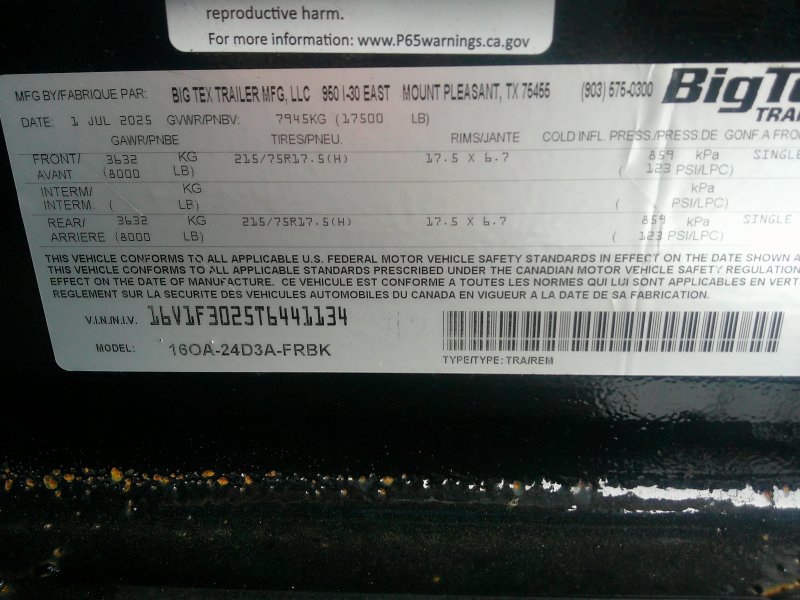 reproductive harm.
For more information: www.P65warnings.ca.gov
MFG BY/FABRIQUE PAR: BIG TEX TRAILER MFG, LLC 950 I-30 EAST MOUNT PLEASANT, TX 75455 (903) 575-0300 BigTe
TRAI
DATE: 1 JUL 2025 GVWR/PNBV: 7945KG (17500 LB)
GAWR/PNBE TIRES/PNEU. RIMS/JANTE COLD INFL. PRESS./PRESS.DE GONF.A FROI
FRONT/ 3632 KG 215/75R17.5(H) 17.5 X 6.7 859 kPa SINGLE
AVANT (8000 LB) ( 123 PSI/LPC)
INTERM/ KG kPa
INTERM. ( LB) ( PSI/LPC)
REAR/ 3632 KG 215/75R17.5(H) 17.5 X 6.7 859 kPa SINGLE
ARRIERE (8000 LB) ( 123 PSI/LPC)
THIS VEHICLE CONFORMS TO ALL APPLICABLE U.S. FEDERAL MOTOR VEHICLE SAFETY STANDARDS IN EFFECT ON THE DATE SHOWN A
THIS VEHICLE CONFORMS TO ALL APPLICABLE STANDARDS PRESCRIBED UNDER THE CANADIAN MOTOR VEHICLE SAFETY REGULATION
EFFECT ON THE DATE OF MANUFACTURE. CE VEHICULE EST CONFORME A TOUTES LES NORMES QUI LUI SONT APPLICABLES EN VERT
REGLEMENT SUR LA SECURITE DES VEHICULES AUTOMOBILES DU CANADA EN VIGUEUR A LA DATE DE SA FABRICATION.
V.I.N./N.I.V. 16V1F3025T6441134
MODEL: 16OA-24D3A-FRBK
TYPE/TYPE: TRA/REM